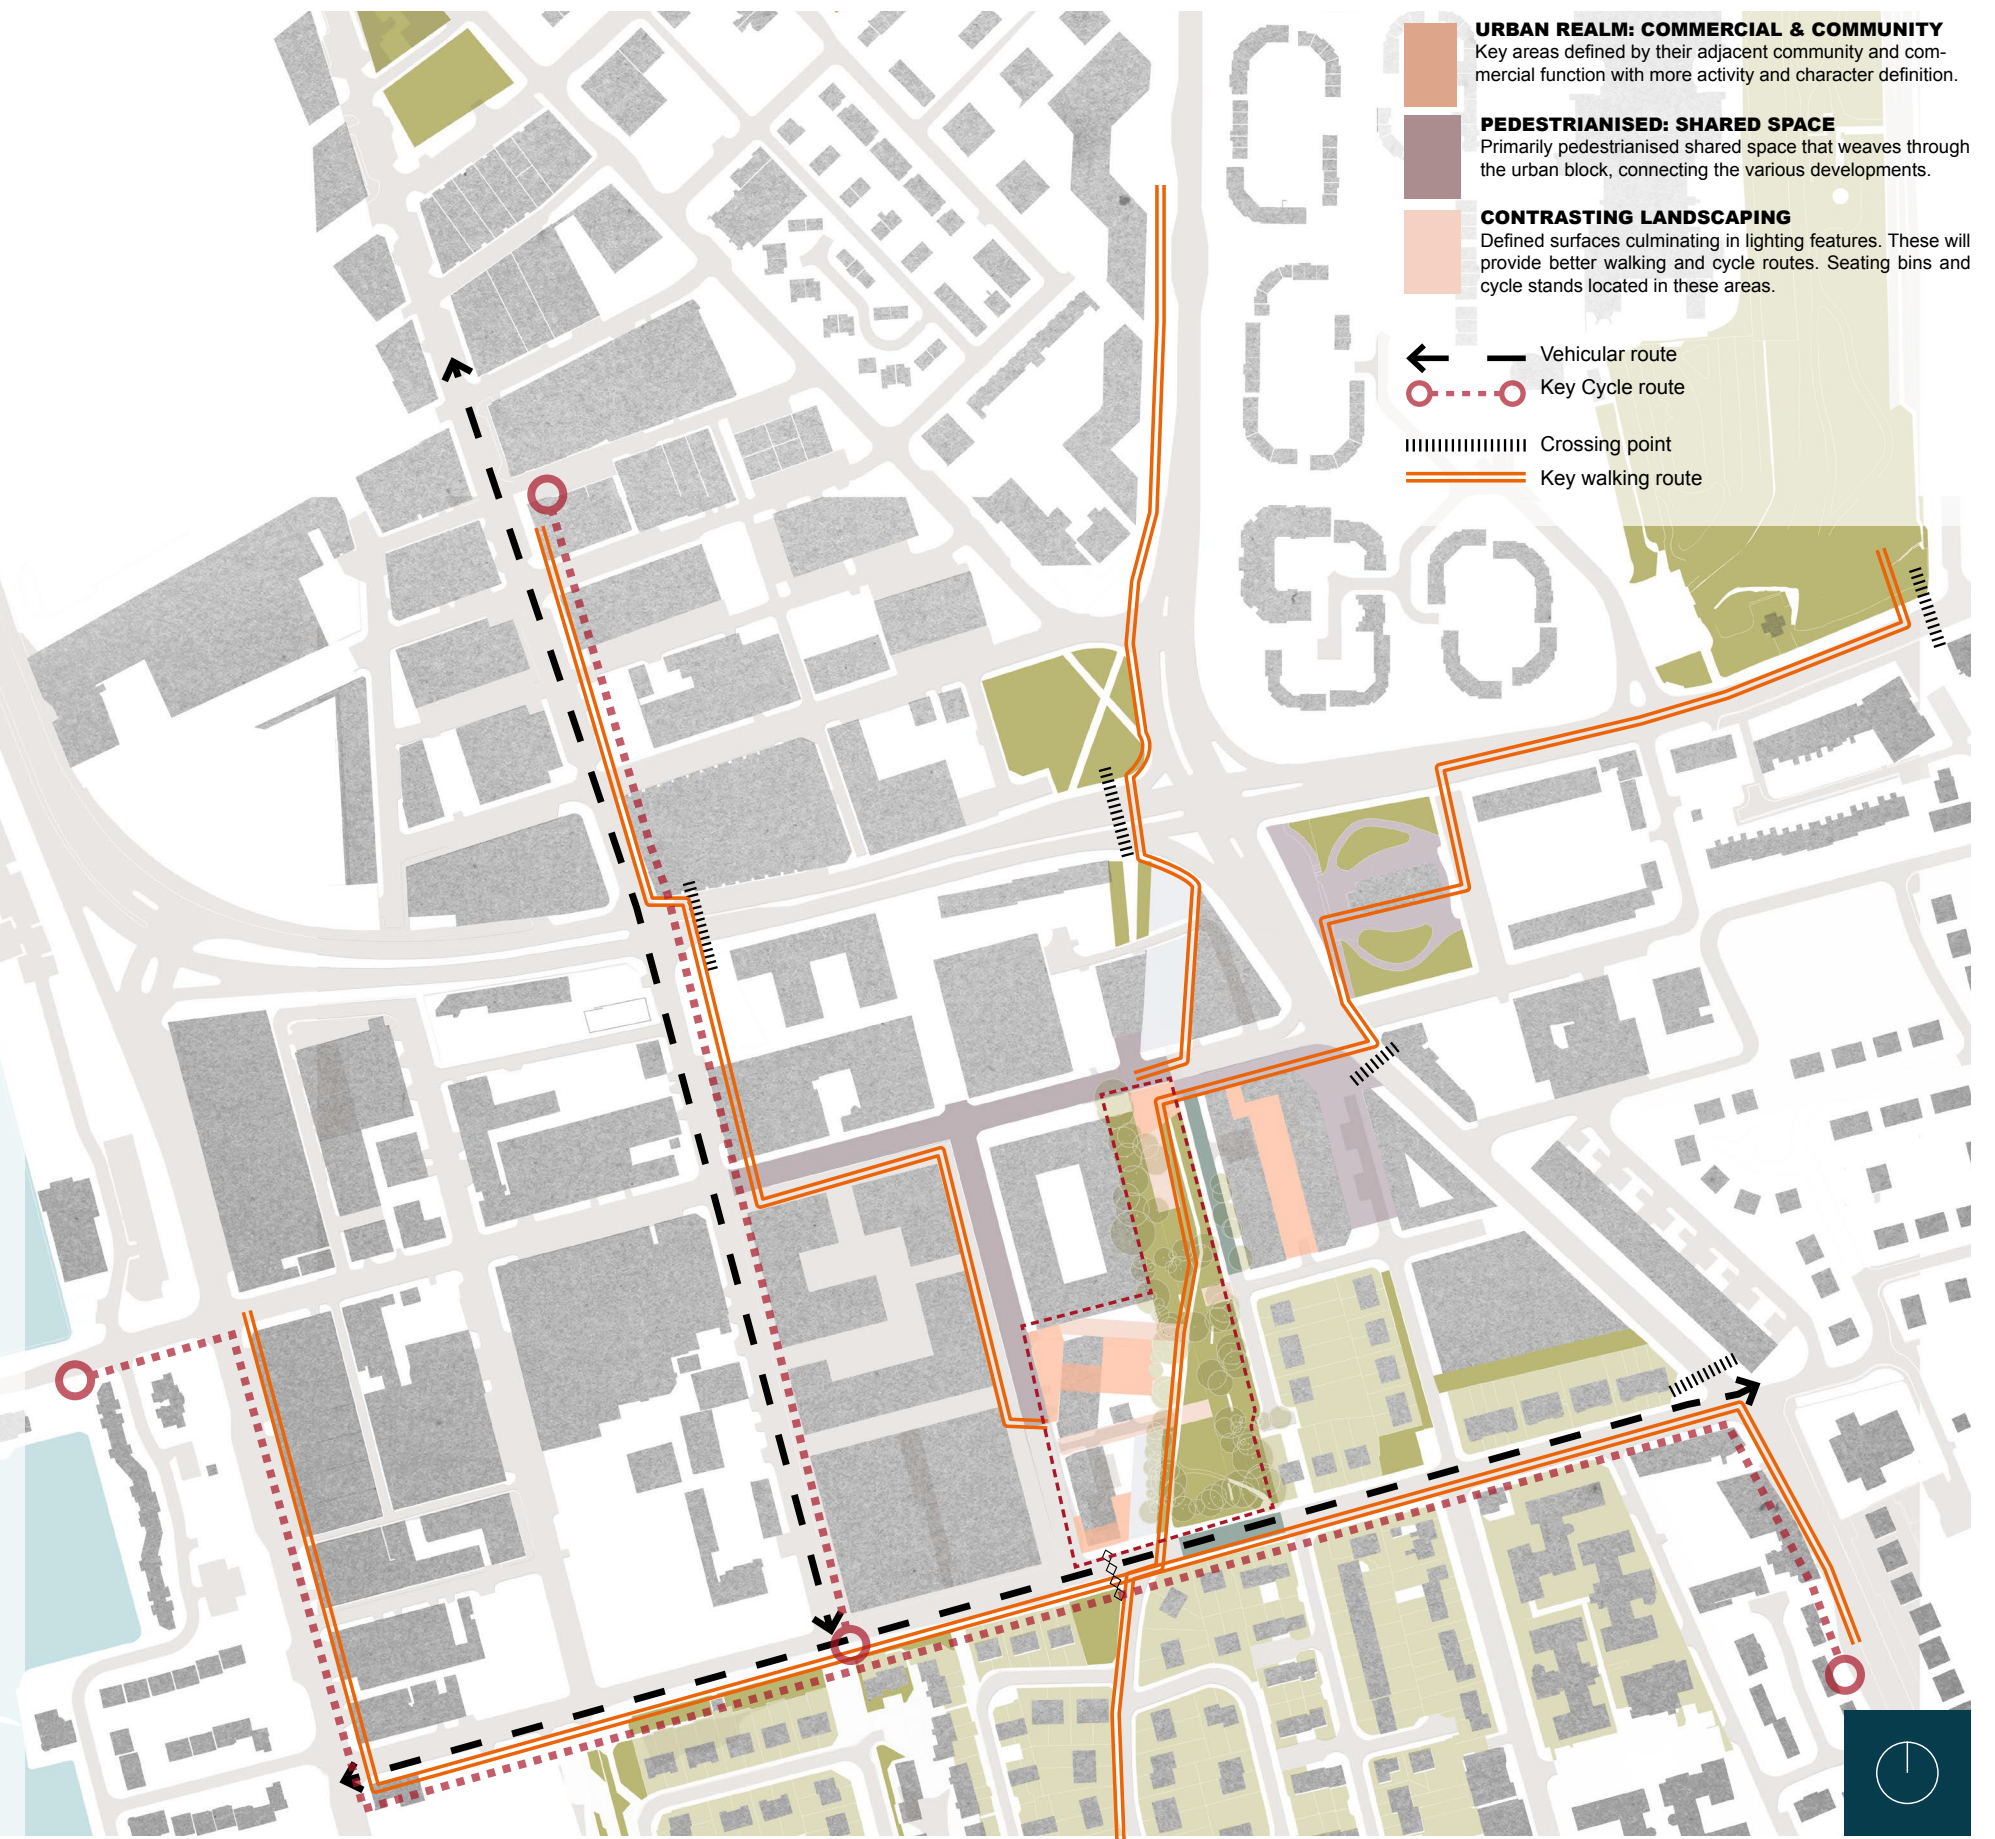 URBAN REALM: COMMERCIAL & COMMUNITY
Key areas defined by their adjacent community and com-
mercial function with more activity and character definition.
PEDESTRIANISED: SHARED SPACE
Primarily pedestrianised shared space that weaves through
the urban block, connecting the various developments.
CONTRASTING LANDSCAPING
Defined surfaces culminating in lighting features. These will
provide better walking and cycle routes. Seating bins and
cycle stands located in these areas.
Vehicular route
Key Cycle route
Crossing point
Key walking route